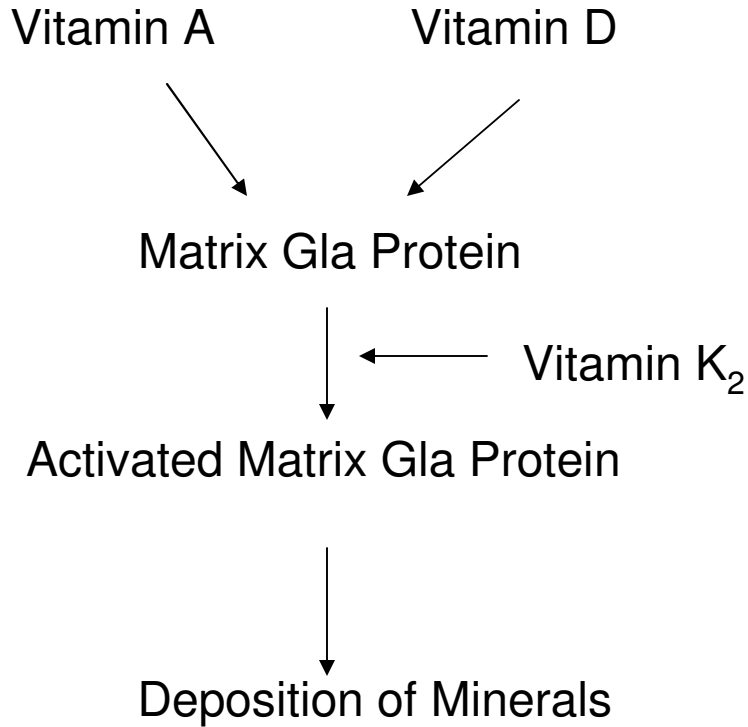 Vitamin A
Vitamin D
Matrix Gla Protein
Vitamin K₂
Activated Matrix Gla Protein
Deposition of Minerals